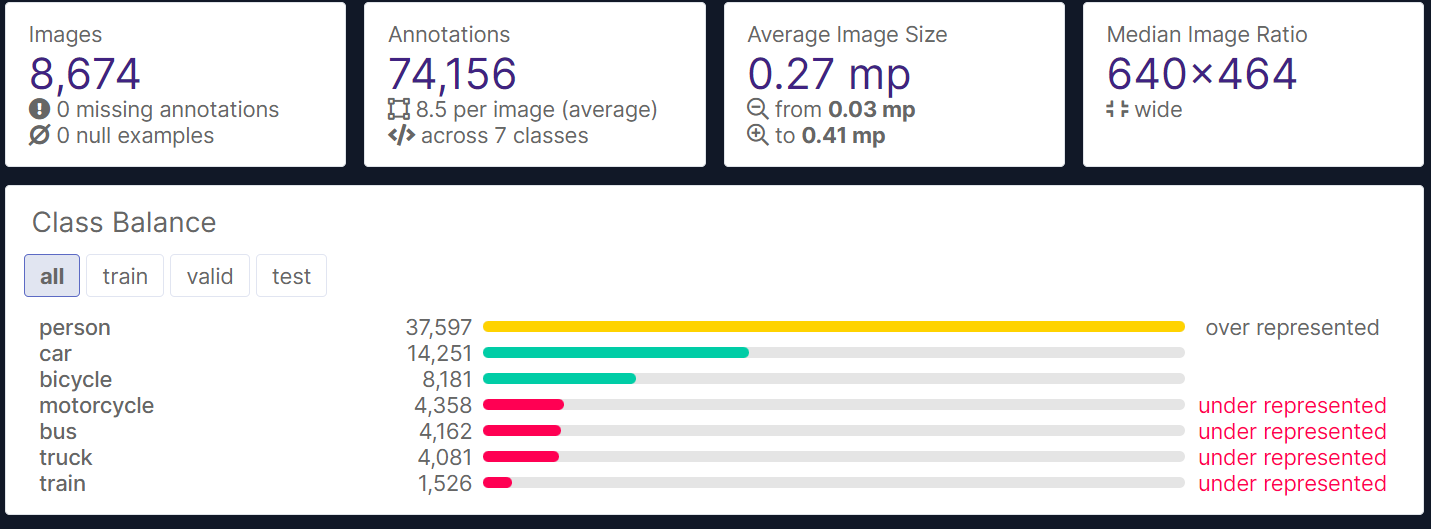 Images
8,674
0 missing annotations
0 null examples
Annotations
74,156
8.5 per image (average)
across 7 classes
Average Image Size
0.27 mp
from 0.03 mp
to 0.41 mp
Median Image Ratio
640×464
wide
Class Balance
all train valid test
person 37,597 over represented
car 14,251
bicycle 8,181
motorcycle 4,358 under represented
bus 4,162 under represented
truck 4,081 under represented
train 1,526 under represented